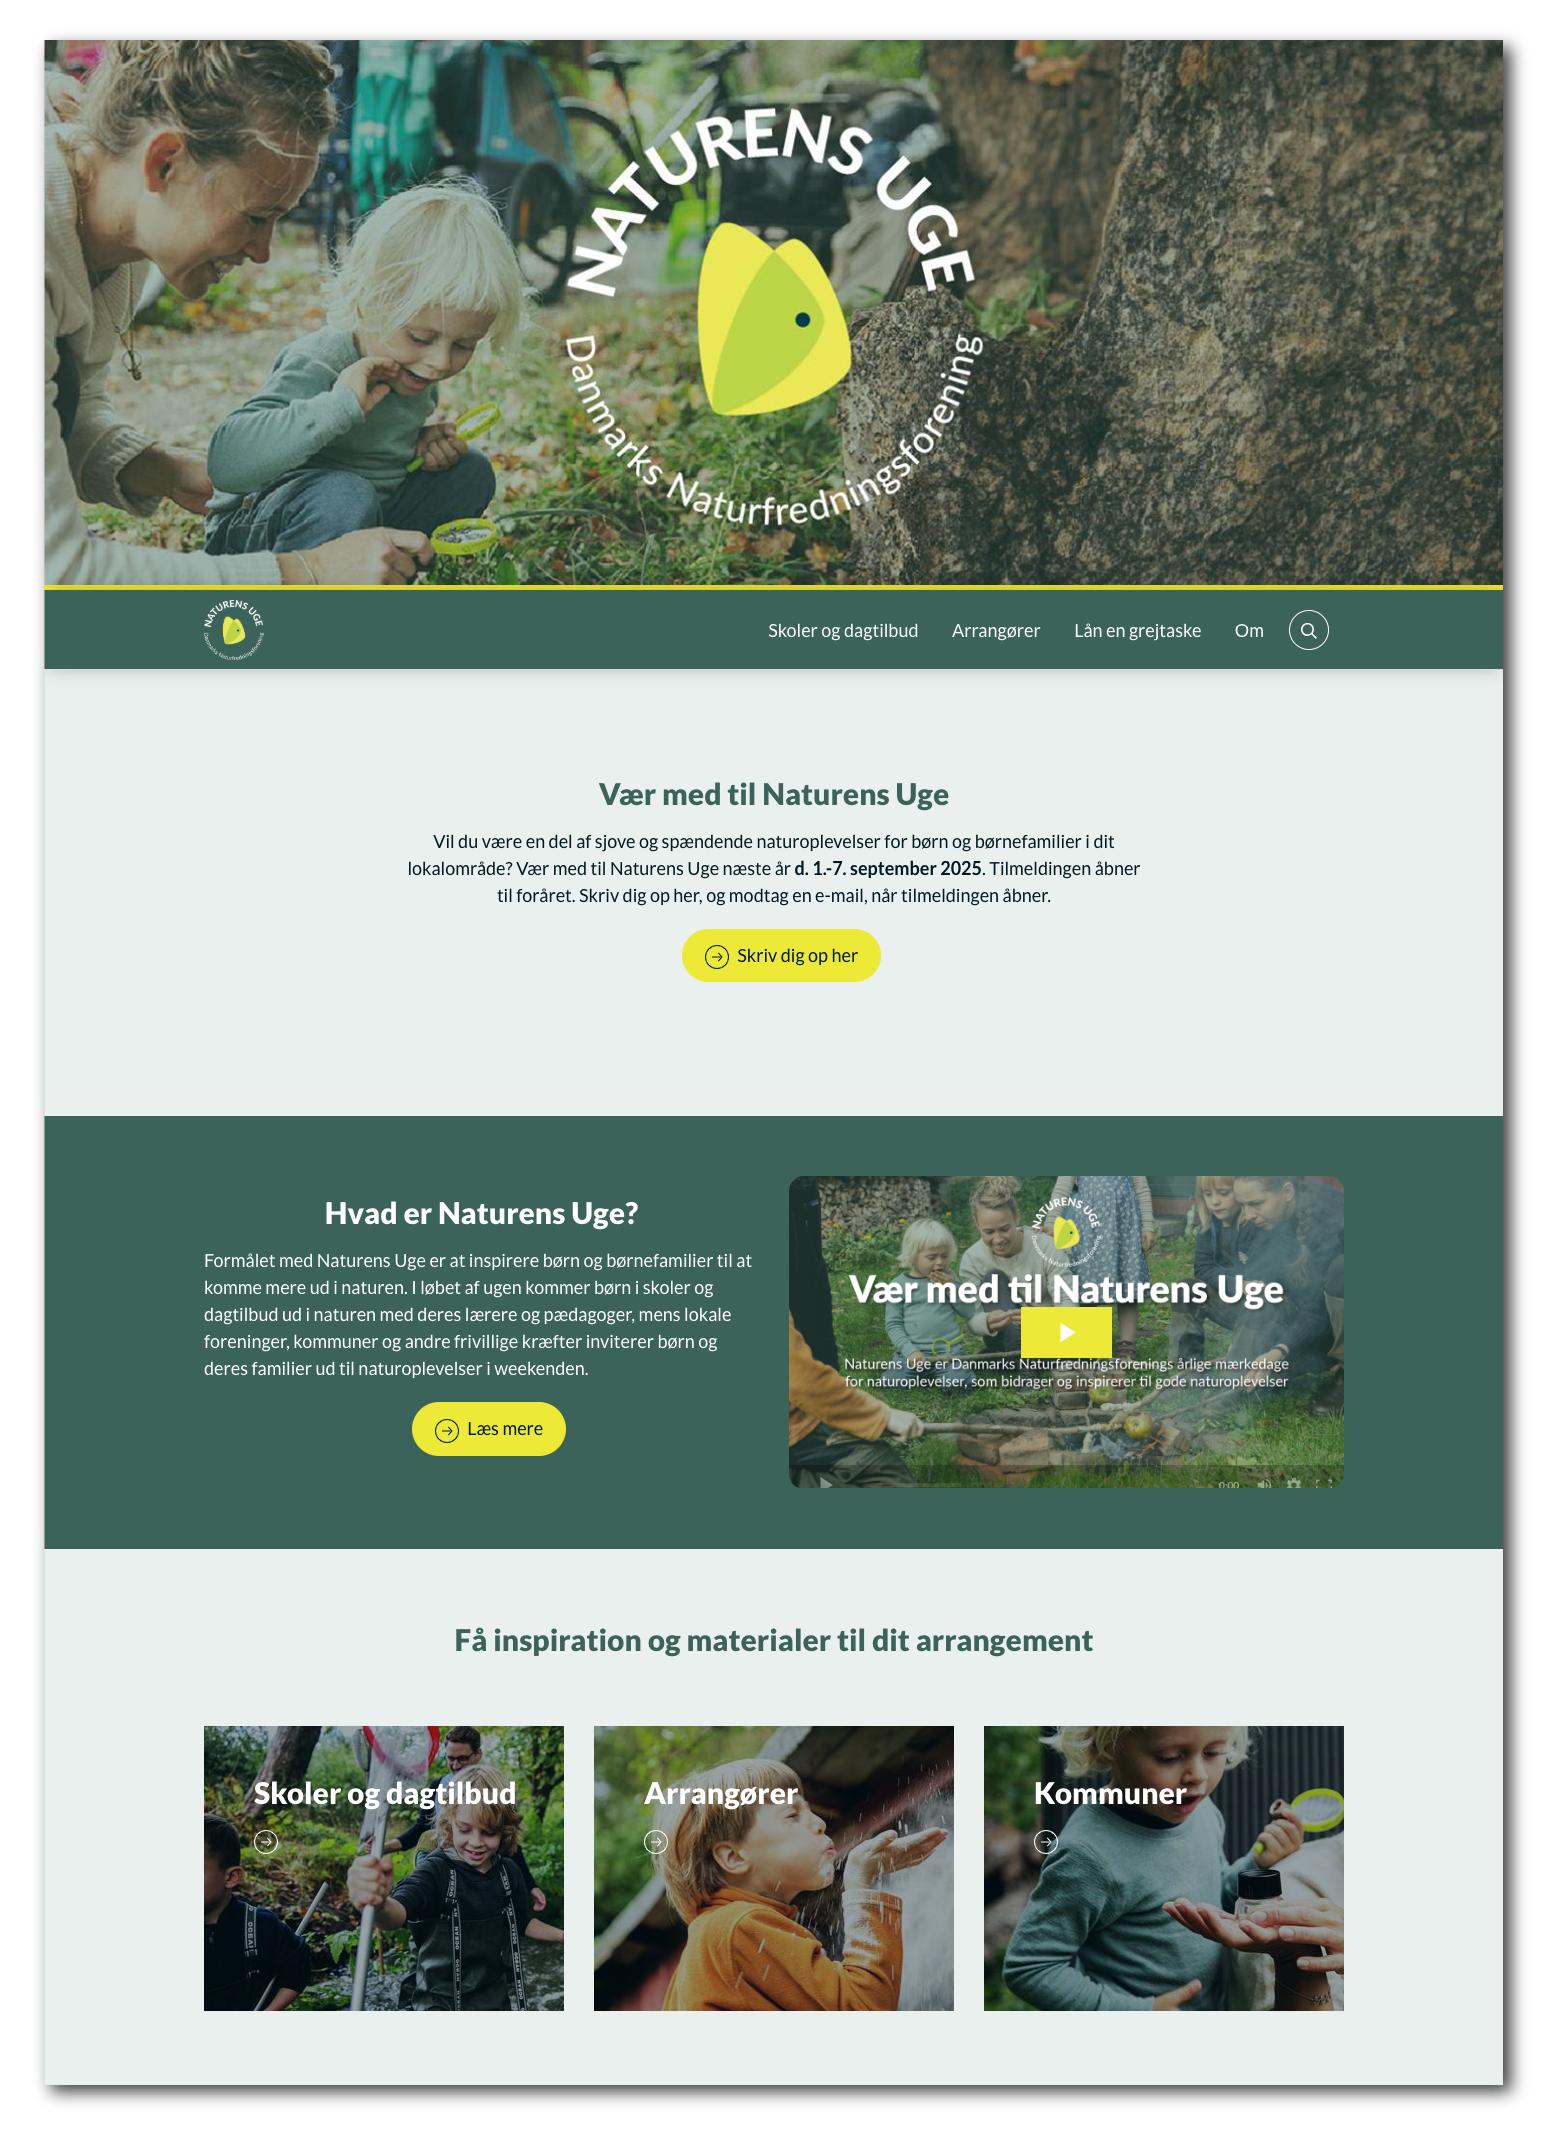 NATURENS UGE
Danmarks Naturfredningsforening
NATURENS UGE
Danmarks Naturfredningsforening
Skoler og dagtilbud
Arrangører
Lån en grejtaske
Om
Vær med til Naturens Uge
Vil du være en del af sjove og spændende naturoplevelser for børn og børnefamilier i dit
lokalområde? Vær med til Naturens Uge næste år d. 1.-7. september 2025. Tilmeldingen åbner
til foråret. Skriv dig op her, og modtag en e-mail, når tilmeldingen åbner.
Skriv dig op her
Hvad er Naturens Uge?
Formålet med Naturens Uge er at inspirere børn og børnefamilier til at
komme mere ud i naturen. I løbet af ugen kommer børn i skoler og
dagtilbud ud i naturen med deres lærere og pædagoger, mens lokale
foreninger, kommuner og andre frivillige kræfter inviterer børn og
deres familier ud til naturoplevelser i weekenden.
Læs mere
NATURENS UGE
Danmarks Naturfredningsforening
Vær med til Naturens Uge
Naturens Uge er Danmarks Naturfredningsforenings årlige mærkedage
for naturoplevelser, som bidrager og inspirerer til gode naturoplevelser
0:00
Få inspiration og materialer til dit arrangement
Skoler og dagtilbud
Arrangører
Kommuner